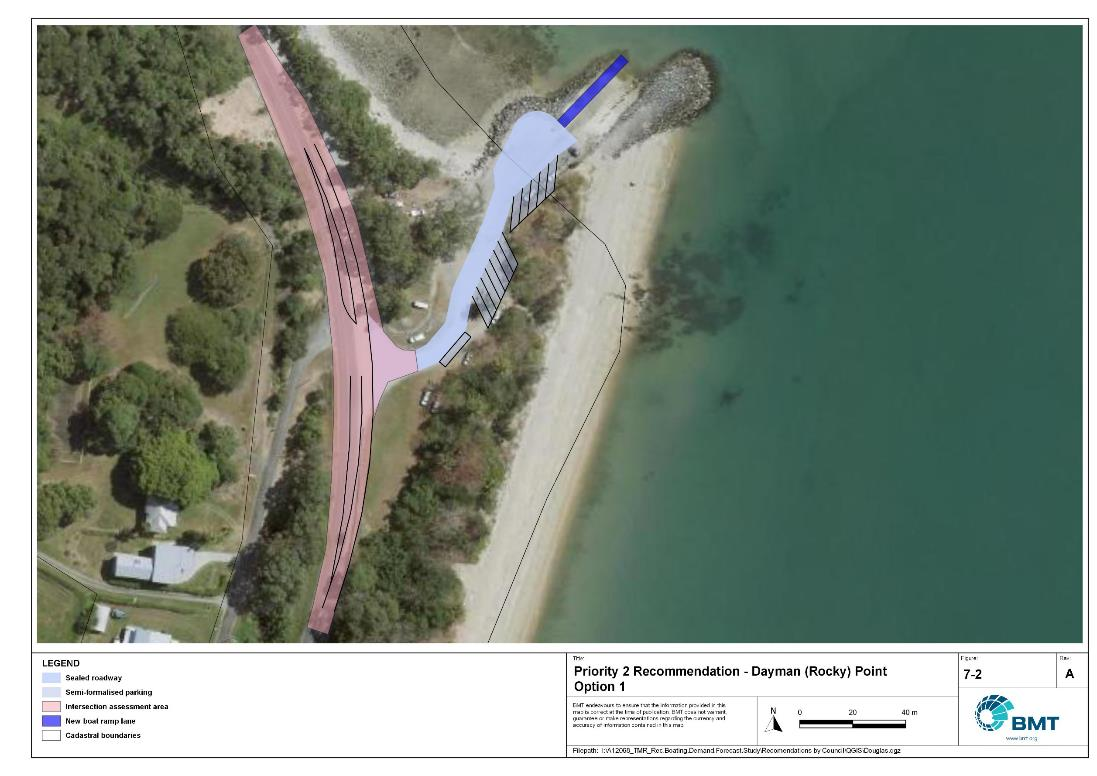 LEGEND
Sealed roadway
Semi-formalised parking
Intersection assessment area
New boat ramp lane
Cadastral boundaries
Title:
Priority 2 Recommendation - Dayman (Rocky) Point
Option 1
BMT endeavours to ensure that the information provided in this
map is correct at the time of publication. BMT does not warrant,
guarantee or make representations regarding the currency and
accuracy of information contained in this map.
N
0 20 40 m
Figure:
7-2
Rev:
A
BMT
www.bmt.org
Filepath: I:\A12068_TMR_Rec.Boating.Demand.Forecast.Study\Recomendations by Council\QGIS\Douglas.qgz